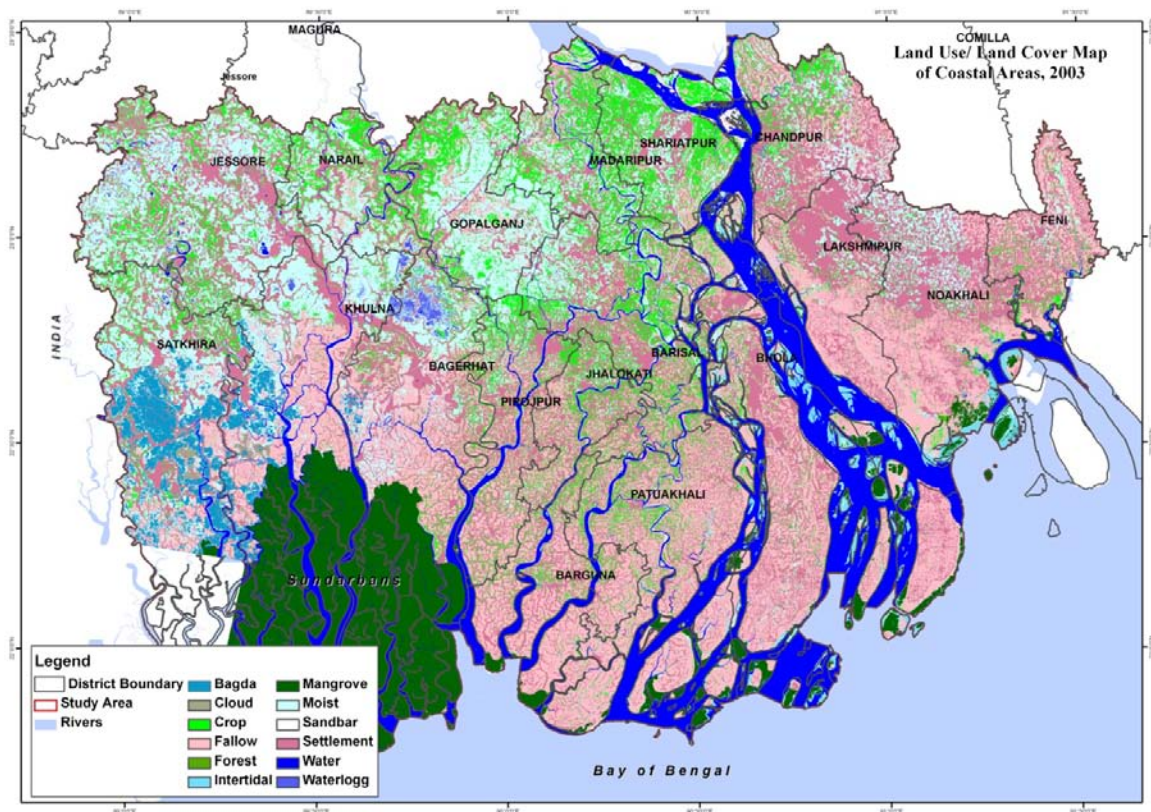 MAGURA
COMILLA
Land Use/ Land Cover Map
of Coastal Areas, 2003
Jessore
SHARIATPUR
CHANDPUR
JESSORE
NARAIL
MADARIPUR
GOPALGANJ
FENI
LAKSHMIPUR
NOAKHALI
KHULNA
INDIA
SATKHIRA
BARISAL
BHOLA
BAGERHAT
JHALOKATI
PIROJPUR
PATUAKHALI
BARGUNA
Sundarbans
Legend
District Boundary
Study Area
Rivers
Bagda
Cloud
Crop
Fallow
Forest
Intertidal
Mangrove
Moist
Sandbar
Settlement
Water
Waterlogg
Bay of Bengal